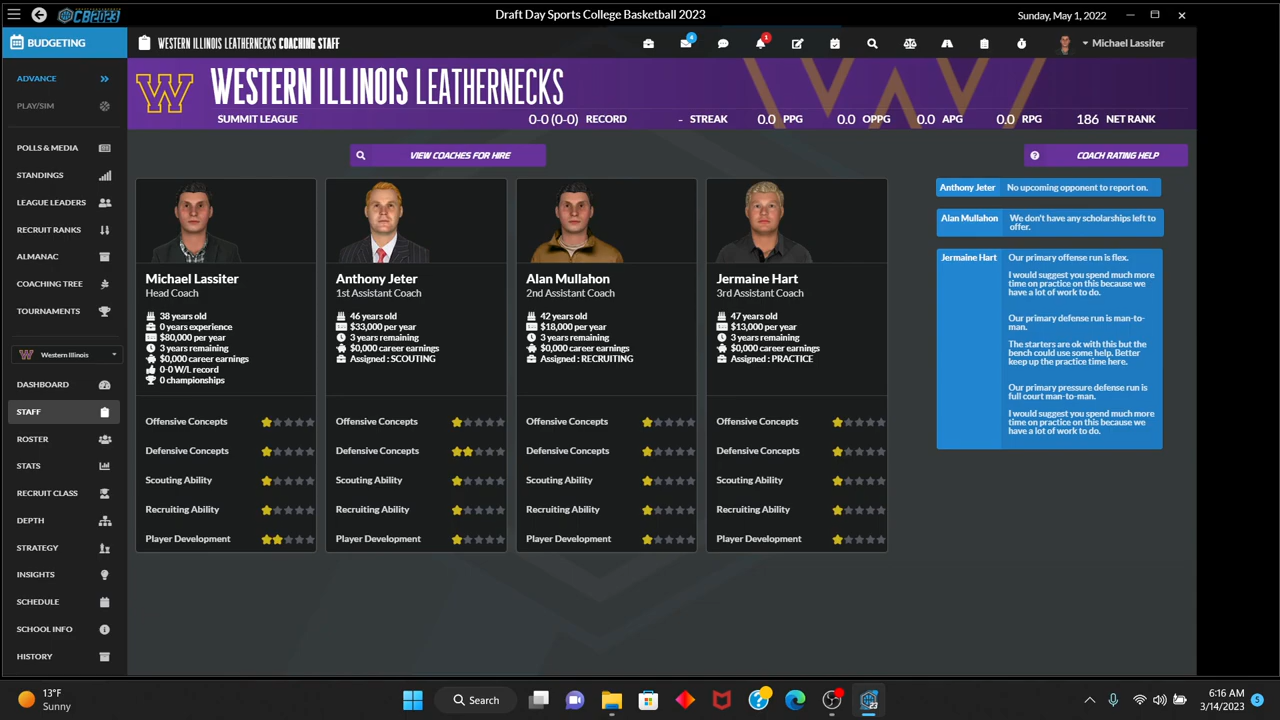 CB2023
Draft Day Sports College Basketball 2023
Sunday, May 1, 2022
BUDGETING
WESTERN ILLINOIS LEATHERNECKS COACHING STAFF
4
1
Michael Lassiter
ADVANCE
PLAY/SIM
POLLS & MEDIA
STANDINGS
LEAGUE LEADERS
RECRUIT RANKS
ALMANAC
COACHING TREE
TOURNAMENTS
Western Illinois
DASHBOARD
STAFF
ROSTER
STATS
RECRUIT CLASS
DEPTH
STRATEGY
INSIGHTS
SCHEDULE
SCHOOL INFO
HISTORY
WESTERN ILLINOIS LEATHERNECKS
SUMMIT LEAGUE
0-0 (0-0) RECORD
- STREAK
0.0 PPG
0.0 OPPG
0.0 APG
0.0 RPG
186 NET RANK
VIEW COACHES FOR HIRE
COACH RATING HELP
Michael Lassiter
Head Coach
38 years old
0 years experience
$80,000 per year
3 years remaining
$0,000 career earnings
0-0 W/L record
0 championships
Offensive Concepts
Defensive Concepts
Scouting Ability
Recruiting Ability
Player Development
Anthony Jeter
1st Assistant Coach
46 years old
$33,000 per year
3 years remaining
$0,000 career earnings
Assigned : SCOUTING
Offensive Concepts
Defensive Concepts
Scouting Ability
Recruiting Ability
Player Development
Alan Mullahon
2nd Assistant Coach
42 years old
$18,000 per year
3 years remaining
$0,000 career earnings
Assigned : RECRUITING
Offensive Concepts
Defensive Concepts
Scouting Ability
Recruiting Ability
Player Development
Jermaine Hart
3rd Assistant Coach
47 years old
$13,000 per year
3 years remaining
$0,000 career earnings
Assigned : PRACTICE
Offensive Concepts
Defensive Concepts
Scouting Ability
Recruiting Ability
Player Development
Anthony Jeter
No upcoming opponent to report on.
Alan Mullahon
We don't have any scholarships left to
offer.
Jermaine Hart
Our primary offense run is flex.
I would suggest you spend much more
time on practice on this because we
have a lot of work to do.
Our primary defense run is man-to-
man.
The starters are ok with this but the
bench could use some help. Better
keep up the practice time here.
Our primary pressure defense run is
full court man-to-man.
I would suggest you spend much more
time on practice on this because we
have a lot of work to do.
13°F
Sunny
Search
23
6:16 AM
3/14/2023
5